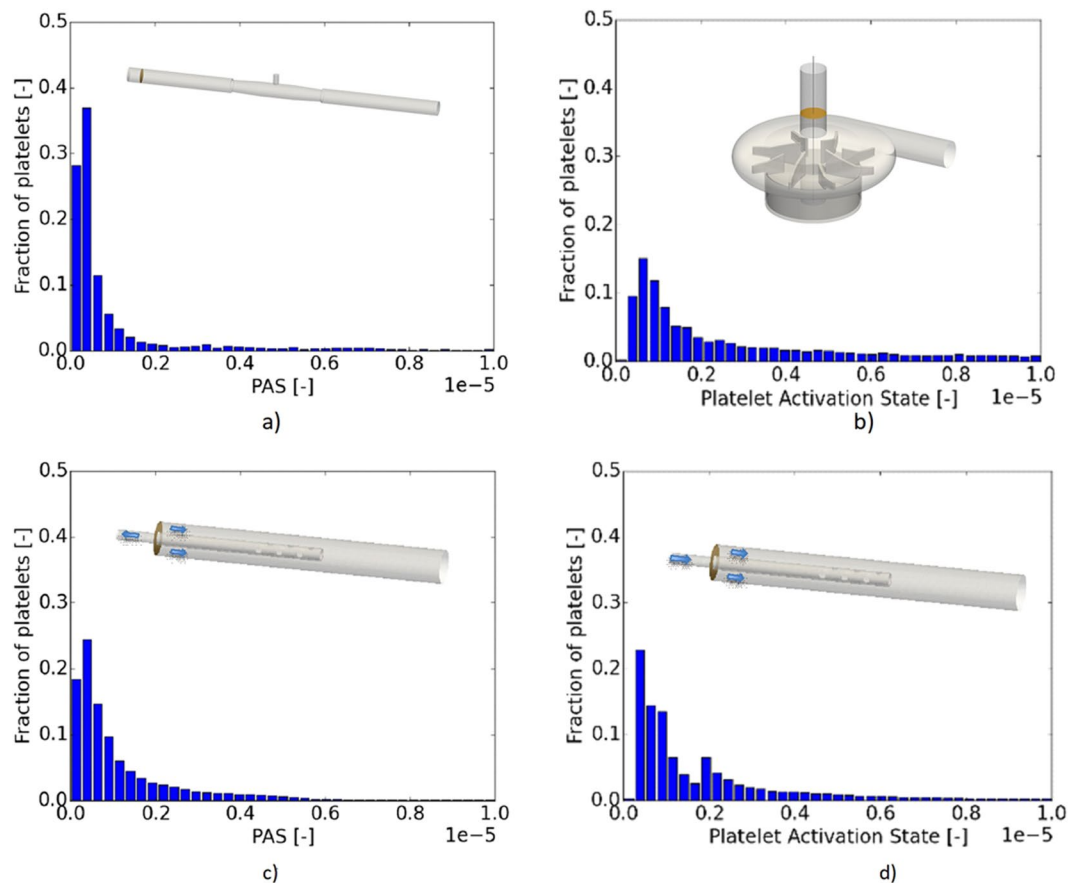 0.5
0.4
0.3
0.2
0.1
0.0
Fraction of platelets [-]
0.0 0.2 0.4 0.6 0.8 1.0
PAS [-]
1e−5
a)
0.5
0.4
0.3
0.2
0.1
0.0
Fraction of platelets [-]
0.0 0.2 0.4 0.6 0.8 1.0
Platelet Activation State [-]
1e−5
b)
0.5
0.4
0.3
0.2
0.1
0.0
Fraction of platelets [-]
0.0 0.2 0.4 0.6 0.8 1.0
PAS [-]
1e−5
c)
0.5
0.4
0.3
0.2
0.1
0.0
Fraction of platelets [-]
0.0 0.2 0.4 0.6 0.8 1.0
Platelet Activation State [-]
1e−5
d)